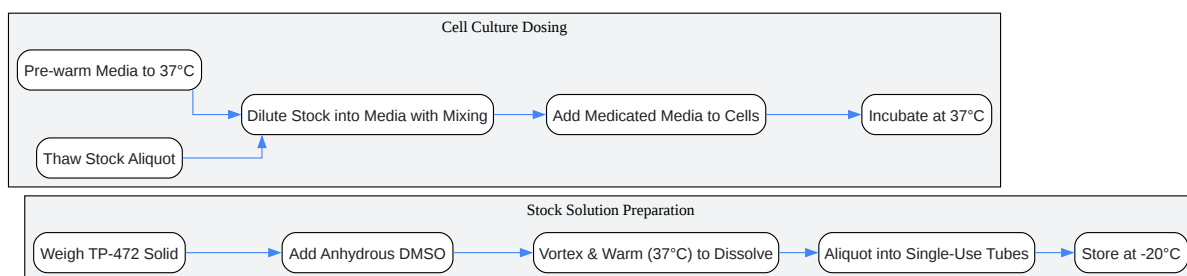 Cell Culture Dosing
Pre-warm Media to 37°C
Dilute Stock into Media with Mixing
Add Medicated Media to Cells
Incubate at 37°C
Thaw Stock Aliquot
Stock Solution Preparation
Weigh TP-472 Solid
Add Anhydrous DMSO
Vortex & Warm (37°C) to Dissolve
Aliquot into Single-Use Tubes
Store at -20°C